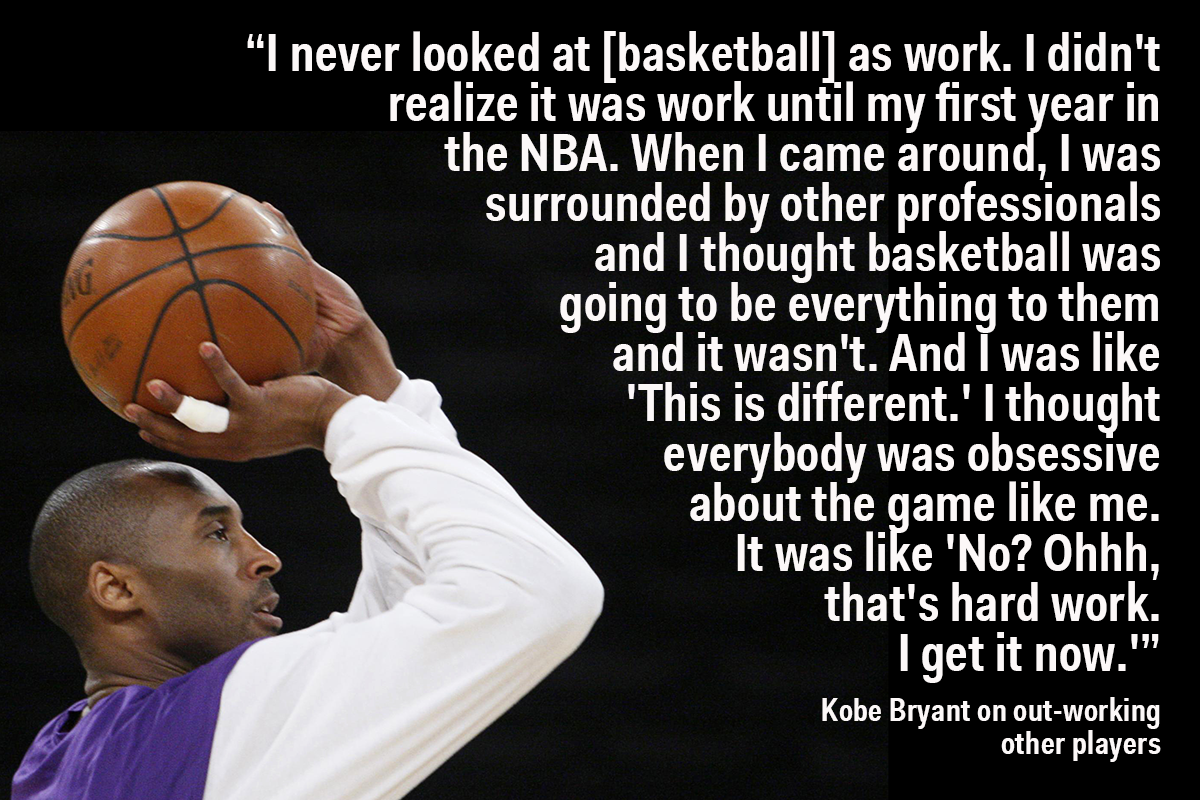 “I never looked at [basketball] as work. I didn't
realize it was work until my first year in
the NBA. When I came around, I was
surrounded by other professionals
and I thought basketball was
going to be everything to them
and it wasn't. And I was like
'This is different.' I thought
everybody was obsessive
about the game like me.
It was like 'No? Ohhh,
that's hard work.
I get it now.'”
Kobe Bryant on out-working
other players